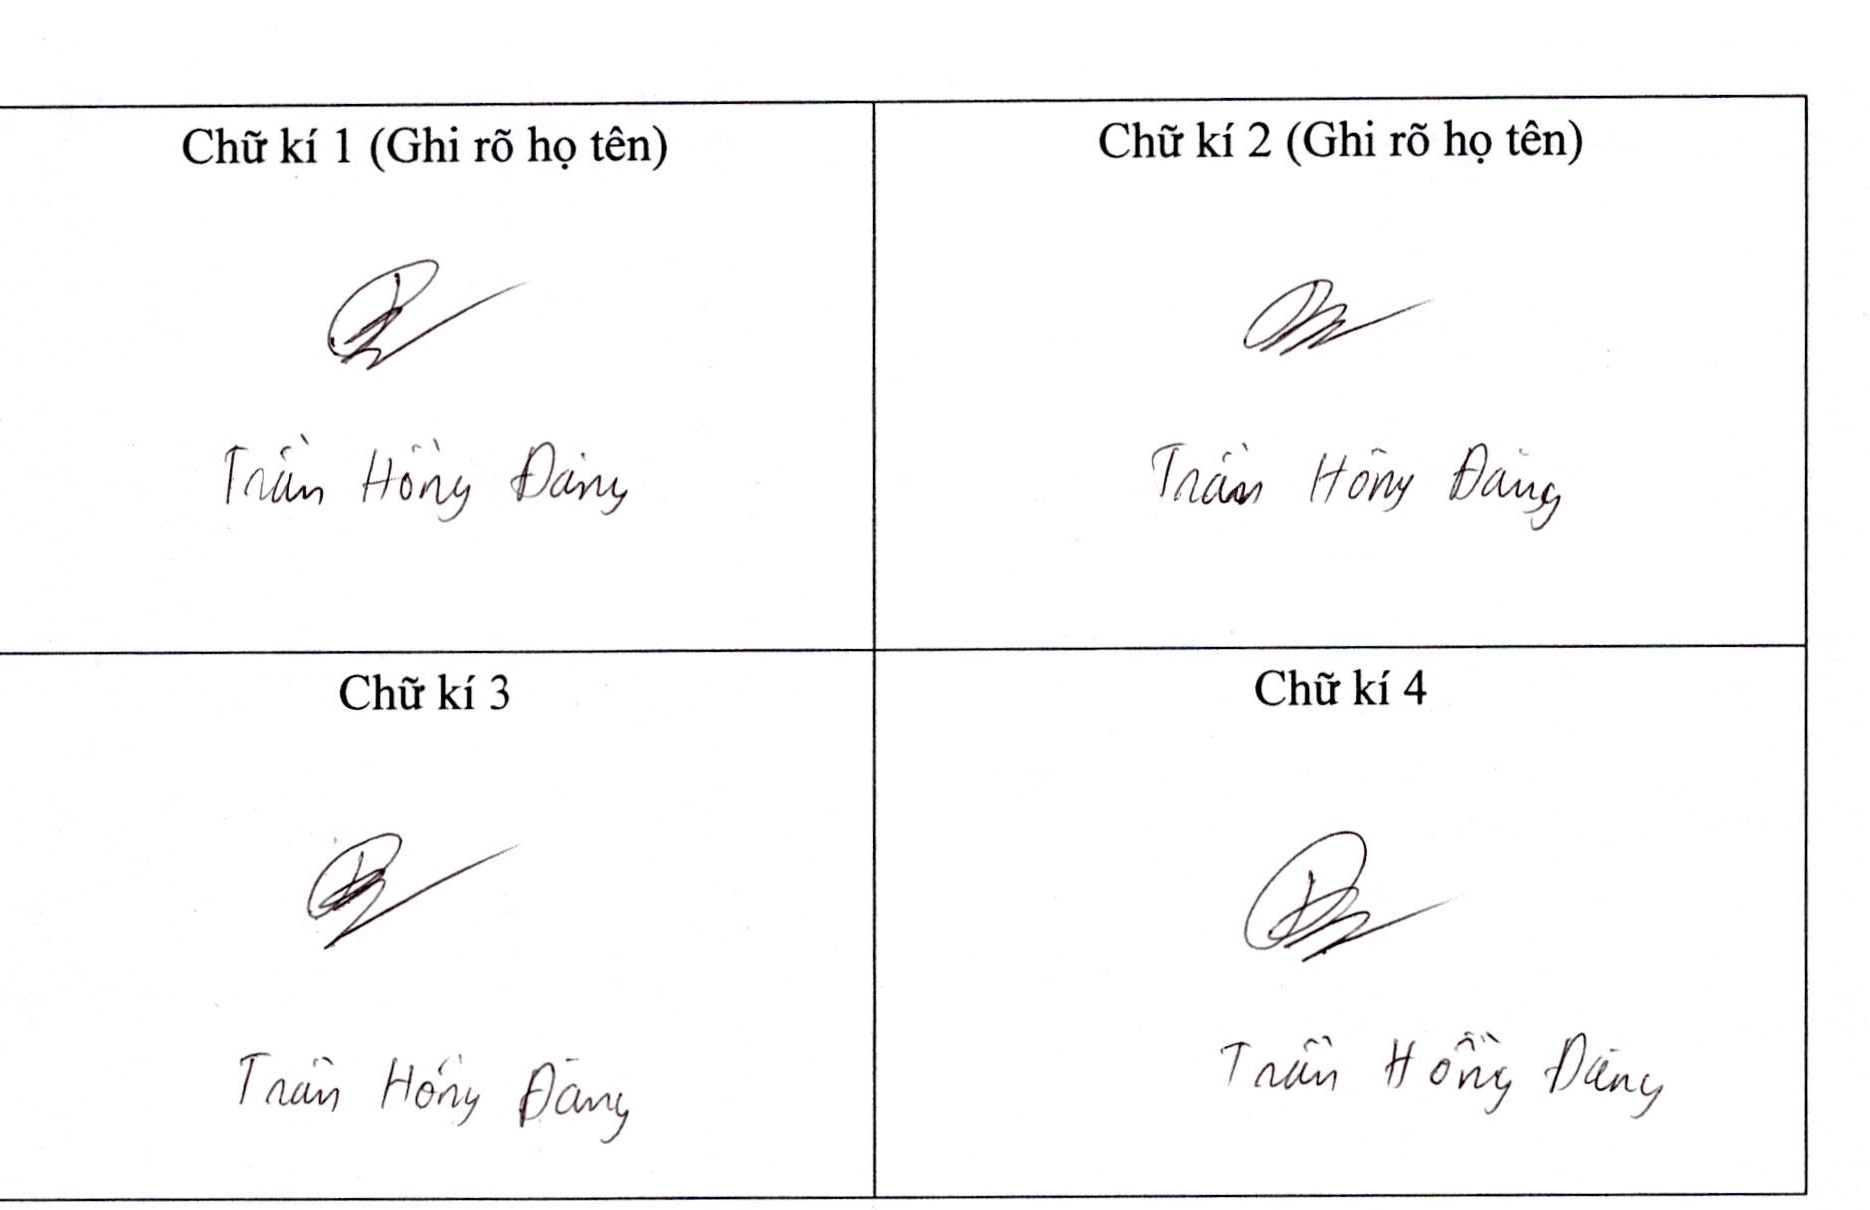 Chữ kí 1 (Ghi rõ họ tên)
Trần Hồng Đăng
Chữ kí 2 (Ghi rõ họ tên)
Trần Hồng Đăng
Chữ kí 3
Trần Hồng Đăng
Chữ kí 4
Trần Hồng Đăng